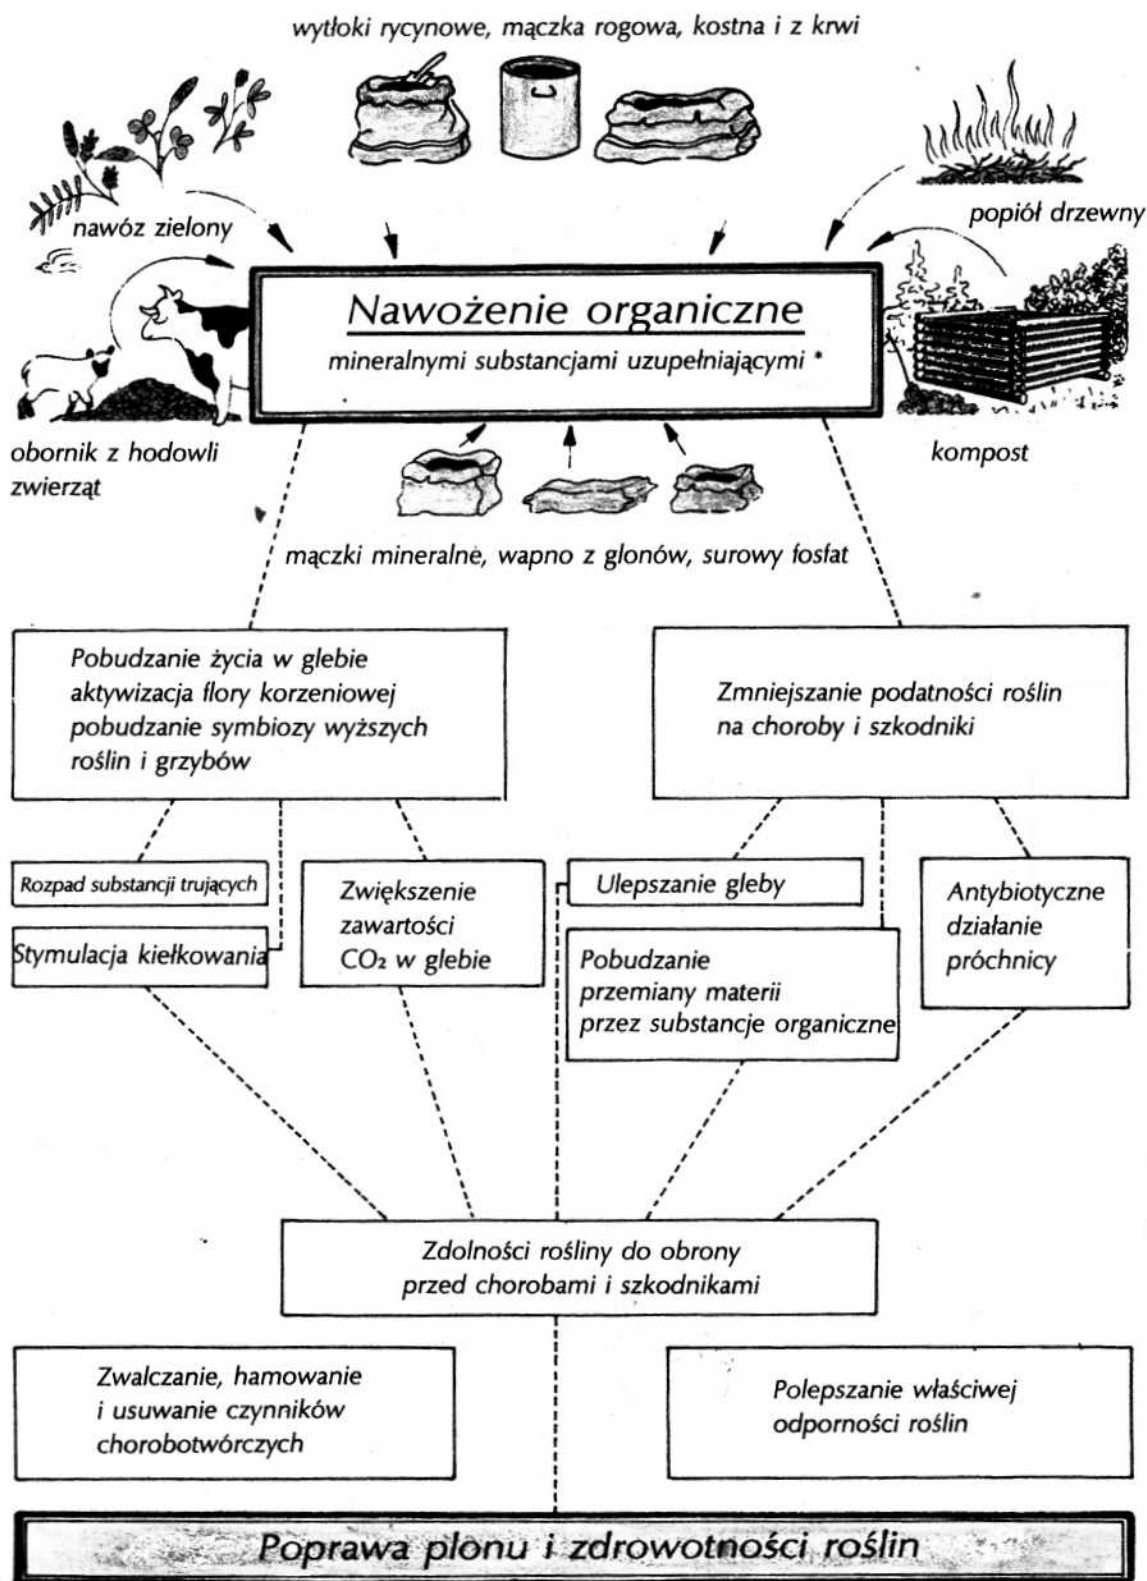 wytłoki rycynowe, mączka rogowa, kostna i z krwi
nawóz zielony
popiół drzewny
Nawożenie organiczne
mineralnymi substancjami uzupełniającymi *
obornik z hodowli
zwierząt
kompost
mączki mineralne, wapno z glonów, surowy fosfat
Pobudzanie życia w glebie
aktywizacja flory korzeniowej
pobudzanie symbiozy wyższych
roślin i grzybów
Zmniejszanie podatności roślin
na choroby i szkodniki
Rozpad substancji trujących
Stymulacja kiełkowania
Zwiększenie
zawartości
CO₂ w glebie
Ulepszanie gleby
Pobudzanie
przemiany materii
przez substancje organiczne
Antybiotyczne
działanie
próchnicy
Zdolności rośliny do obrony
przed chorobami i szkodnikami
Zwalczanie, hamowanie
i usuwanie czynników
chorobotwórczych
Polepszanie właściwej
odporności roślin
Poprawa plonu i zdrowotności roślin